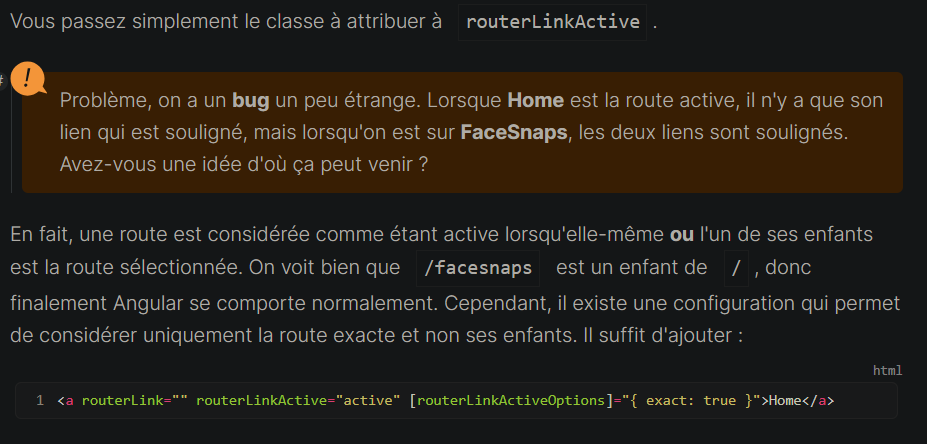 Vous passez simplement le classe à attribuer à routerLinkActive .
#
!
Problème, on a un bug un peu étrange. Lorsque Home est la route active, il n'y a que son
lien qui est souligné, mais lorsqu'on est sur FaceSnaps, les deux liens sont soulignés.
Avez-vous une idée d'où ça peut venir ?
En fait, une route est considérée comme étant active lorsqu'elle-même ou l'un de ses enfants
est la route sélectionnée. On voit bien que /facesnaps est un enfant de / , donc
finalement Angular se comporte normalement. Cependant, il existe une configuration qui permet
de considérer uniquement la route exacte et non ses enfants. Il suffit d'ajouter :
html
1 <a routerLink="" routerLinkActive="active" [routerLinkActiveOptions]="{ exact: true }">Home</a>